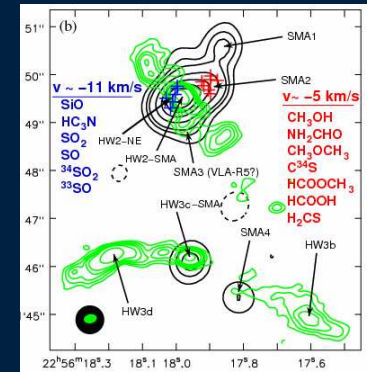 51"
(b)
SMA1
50"
v ~ −11 km/s
SMA2
v ~ −5 km/s
SiO
HC₃N
SO₂
SO
³⁴SO₂
³³SO
CH₃OH
NH₂CHO
CH₃OCH₃
C³⁴S
HCOOCH₃
HCOOH
H₂CS
49"
HW2-NE
HW2-SMA
48"
SMA3 (VLA-R5?)
47"
HW3c-SMA
SMA4
HW3b
46"
HW3d
1'45"
22ʰ56ᵐ18ˢ.3 18ˢ.1 18ˢ.0 17ˢ.8 17ˢ.6